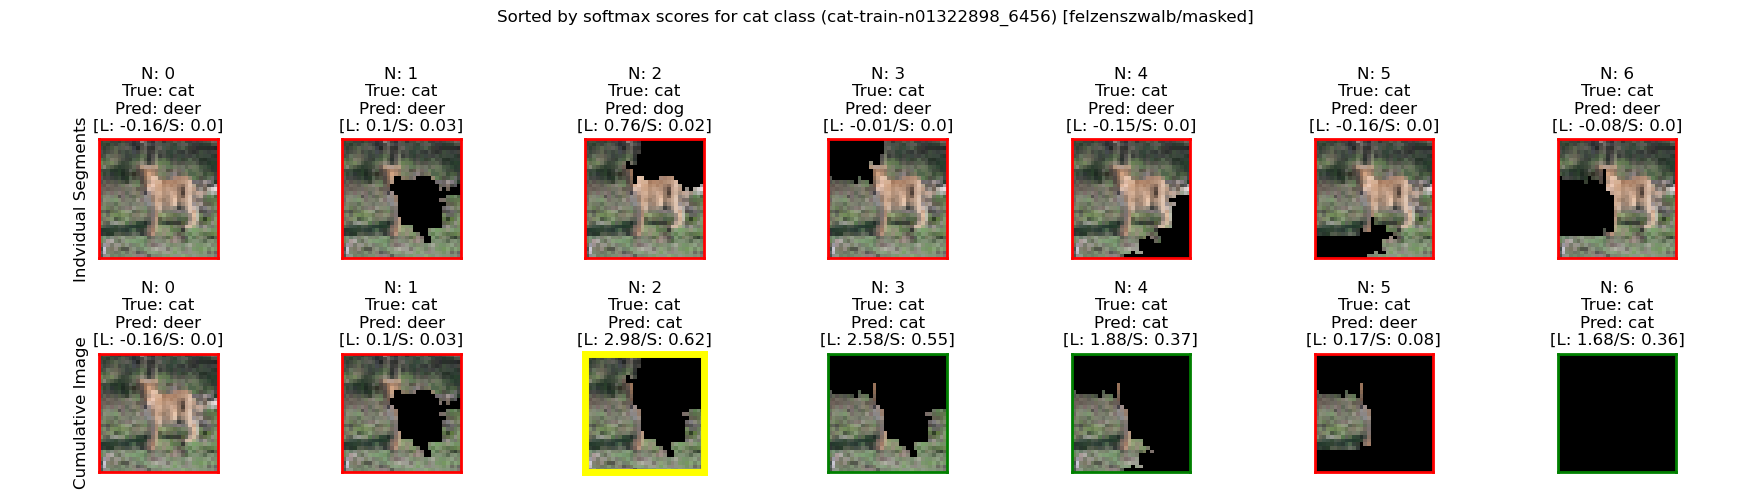 Sorted by softmax scores for cat class (cat-train-n01322898_6456) [felzenszwalb/masked]
Indvidual Segments
N: 0
True: cat
Pred: deer
[L: -0.16/S: 0.0]
N: 1
True: cat
Pred: deer
[L: 0.1/S: 0.03]
N: 2
True: cat
Pred: dog
[L: 0.76/S: 0.02]
N: 3
True: cat
Pred: deer
[L: -0.01/S: 0.0]
N: 4
True: cat
Pred: deer
[L: -0.15/S: 0.0]
N: 5
True: cat
Pred: deer
[L: -0.16/S: 0.0]
N: 6
True: cat
Pred: deer
[L: -0.08/S: 0.0]
Cumulative Image
N: 0
True: cat
Pred: deer
[L: -0.16/S: 0.0]
N: 1
True: cat
Pred: deer
[L: 0.1/S: 0.03]
N: 2
True: cat
Pred: cat
[L: 2.98/S: 0.62]
N: 3
True: cat
Pred: cat
[L: 2.58/S: 0.55]
N: 4
True: cat
Pred: cat
[L: 1.88/S: 0.37]
N: 5
True: cat
Pred: deer
[L: 0.17/S: 0.08]
N: 6
True: cat
Pred: cat
[L: 1.68/S: 0.36]